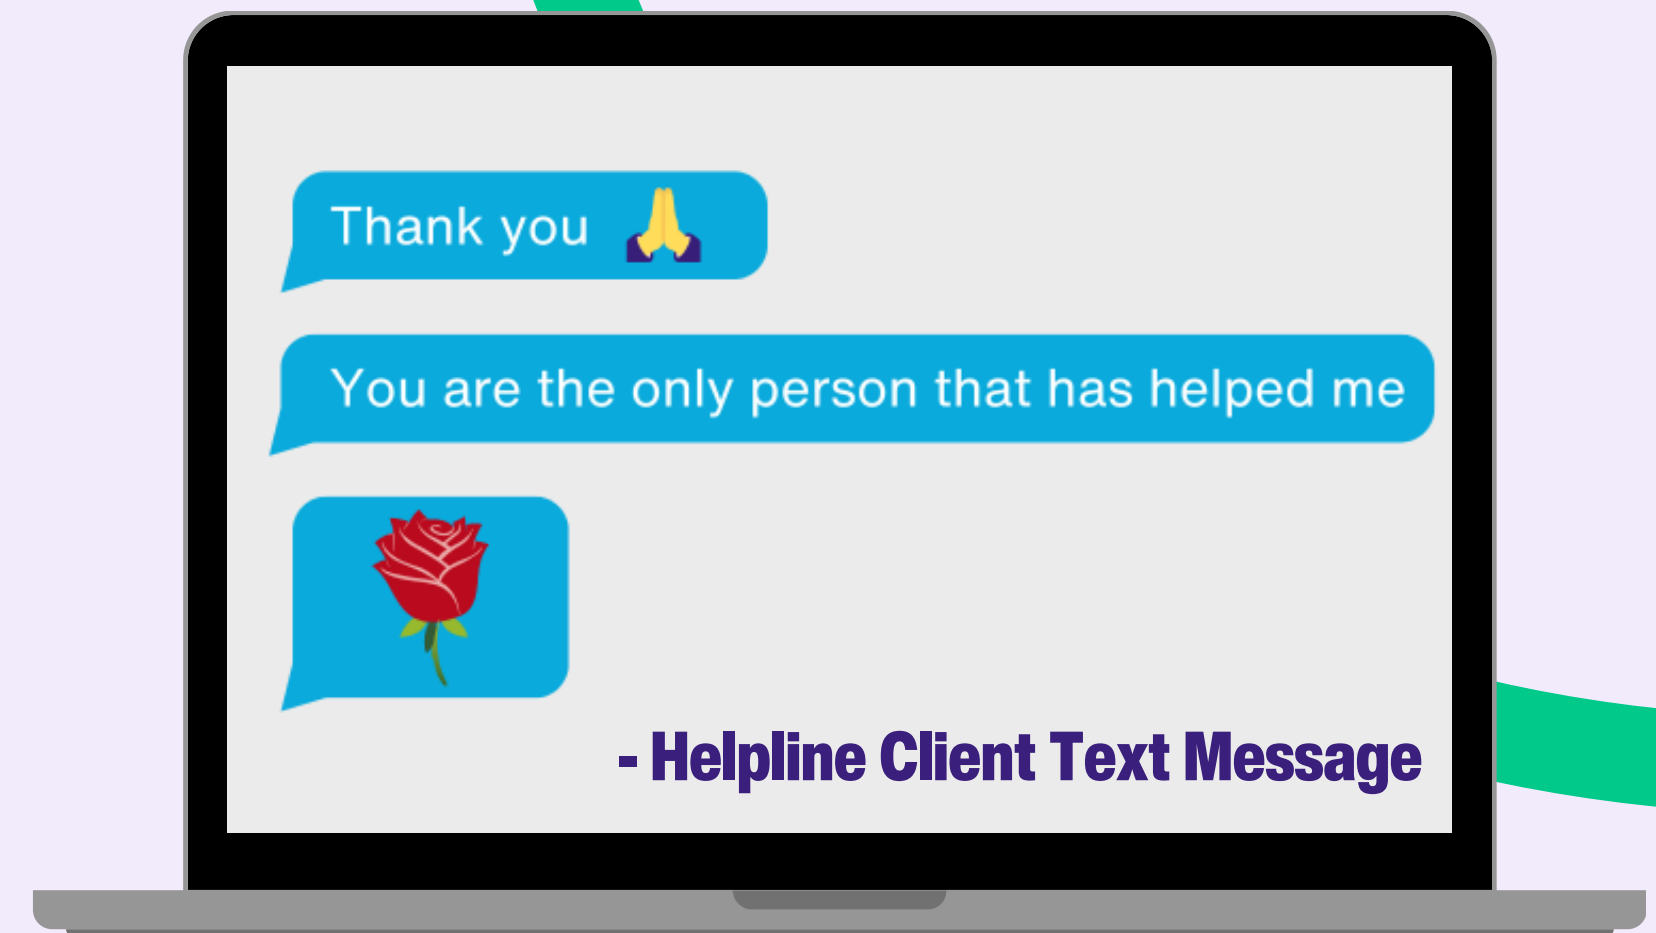 Thank you 🙏
You are the only person that has helped me
🌹
- Helpline Client Text Message